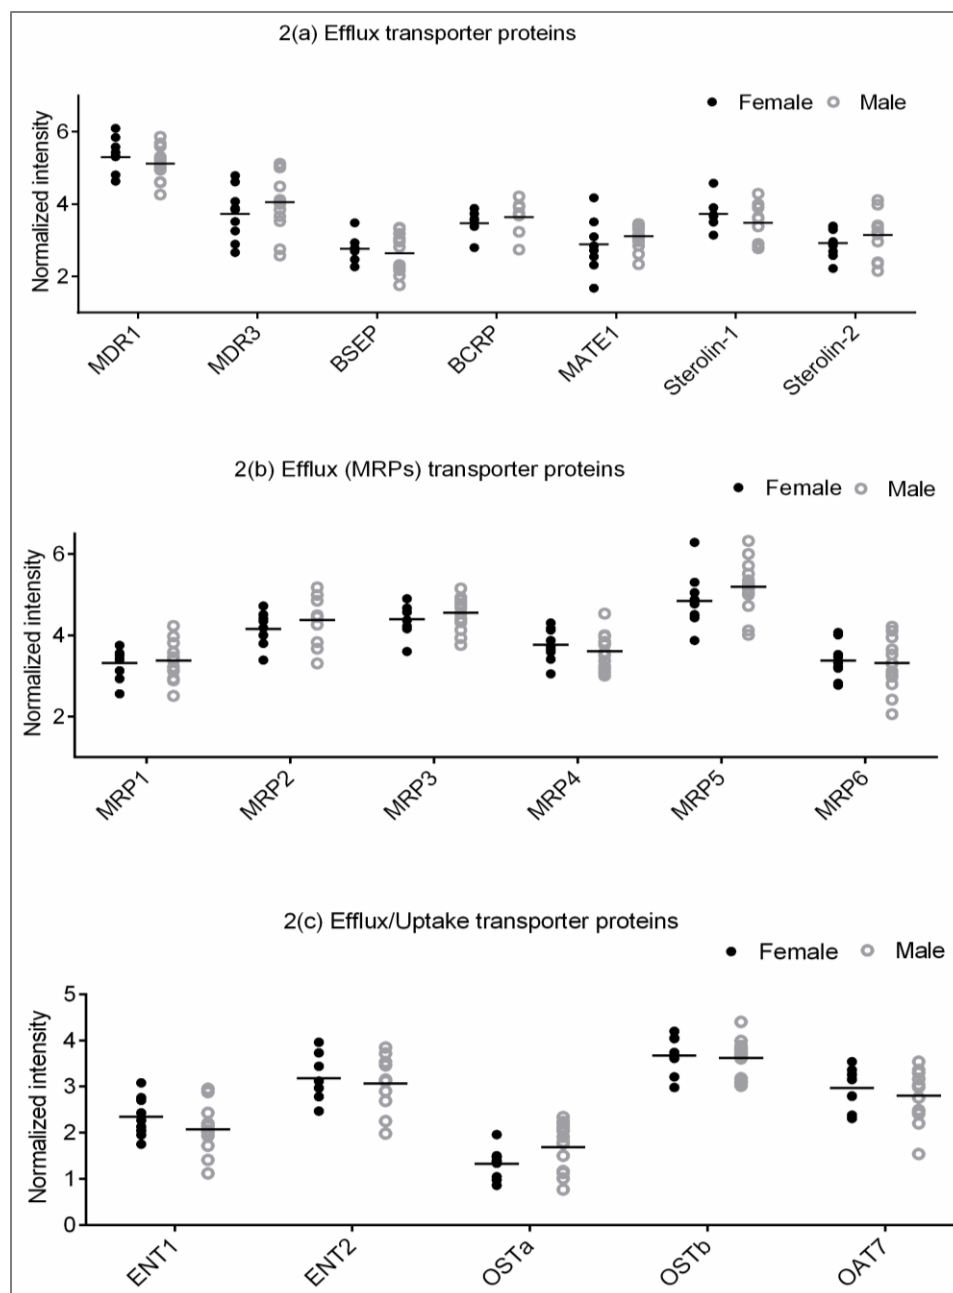 2(a) Efflux transporter proteins
Female Male
Normalized intensity
6
4
2
MDR1 MDR3 BSEP BCRP MATE1 Sterolin-1 Sterolin-2
2(b) Efflux (MRPs) transporter proteins
Female Male
Normalized intensity
6
4
2
MRP1 MRP2 MRP3 MRP4 MRP5 MRP6
2(c) Efflux/Uptake transporter proteins
Female Male
Normalized intensity
5
4
3
2
1
0
ENT1 ENT2 OSTa OSTb OAT7